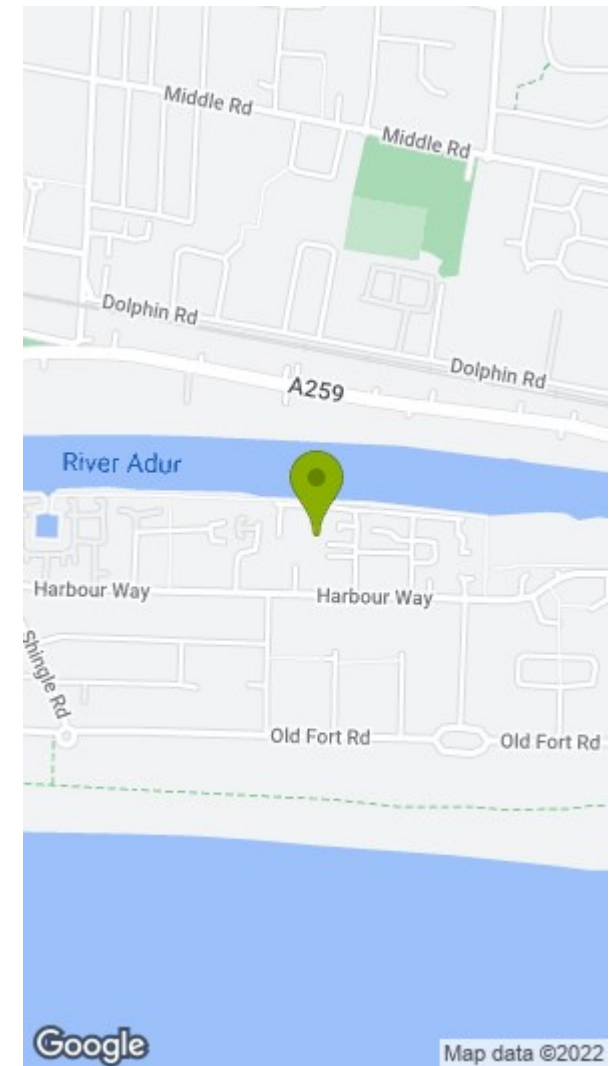 Middle Rd
Middle Rd
Dolphin Rd
Dolphin Rd
A259
River Adur
Harbour Way
Harbour Way
Shingle Rd
Old Fort Rd
Old Fort Rd
Google
Map data ©2022